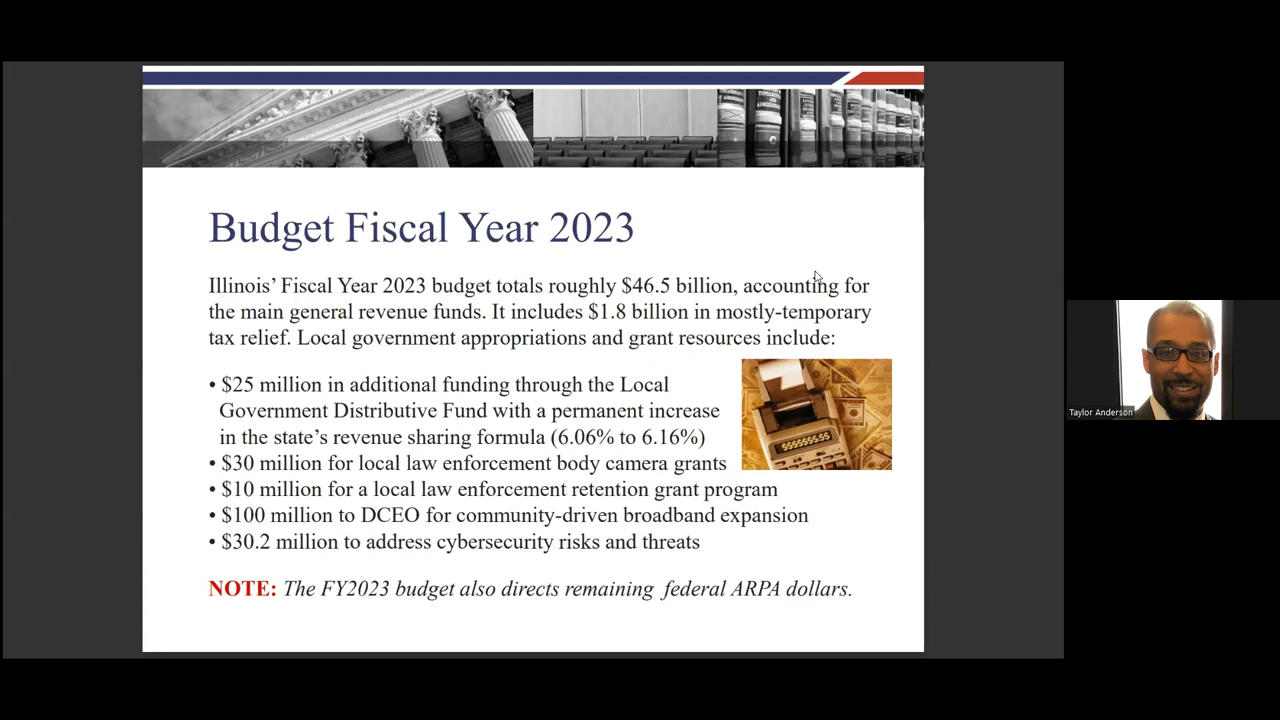 Budget Fiscal Year 2023
Illinois’ Fiscal Year 2023 budget totals roughly $46.5 billion, accounting for
the main general revenue funds. It includes $1.8 billion in mostly-temporary
tax relief. Local government appropriations and grant resources include:
• $25 million in additional funding through the Local
Government Distributive Fund with a permanent increase
in the state’s revenue sharing formula (6.06% to 6.16%)
• $30 million for local law enforcement body camera grants
• $10 million for a local law enforcement retention grant program
• $100 million to DCEO for community-driven broadband expansion
• $30.2 million to address cybersecurity risks and threats
NOTE: The FY2023 budget also directs remaining  federal ARPA dollars.
Taylor Anderson